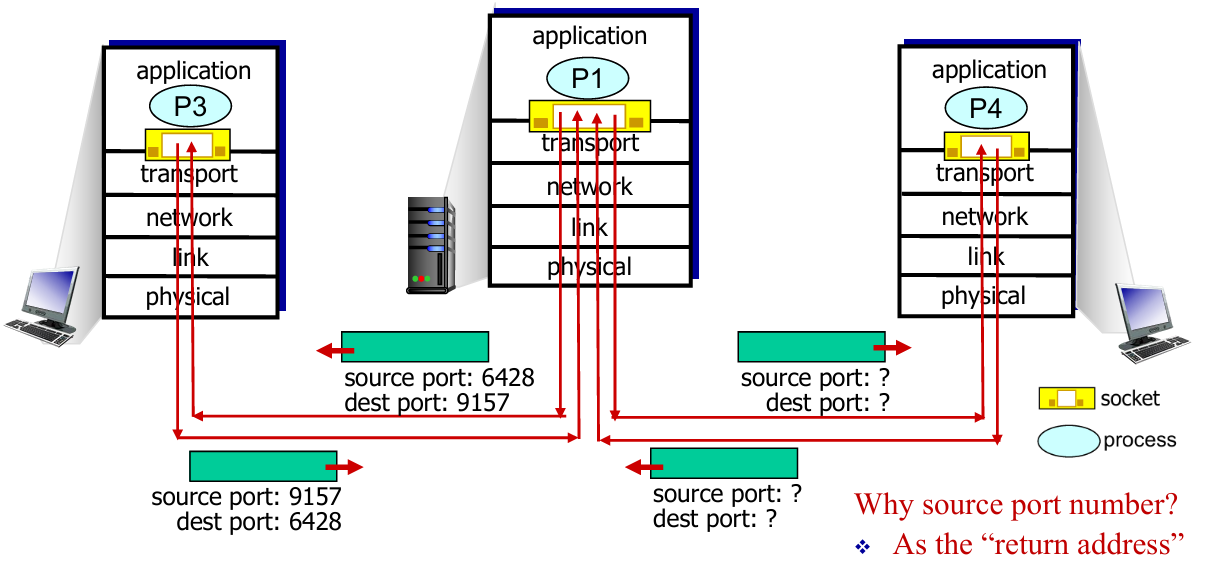 application
P3
transport
network
link
physical
application
P1
transport
network
link
physical
application
P4
transport
network
link
physical
source port: 6428
dest port: 9157
source port: ?
dest port: ?
source port: 9157
dest port: 6428
source port: ?
dest port: ?
socket
process
Why source port number?
❖ As the “return address”